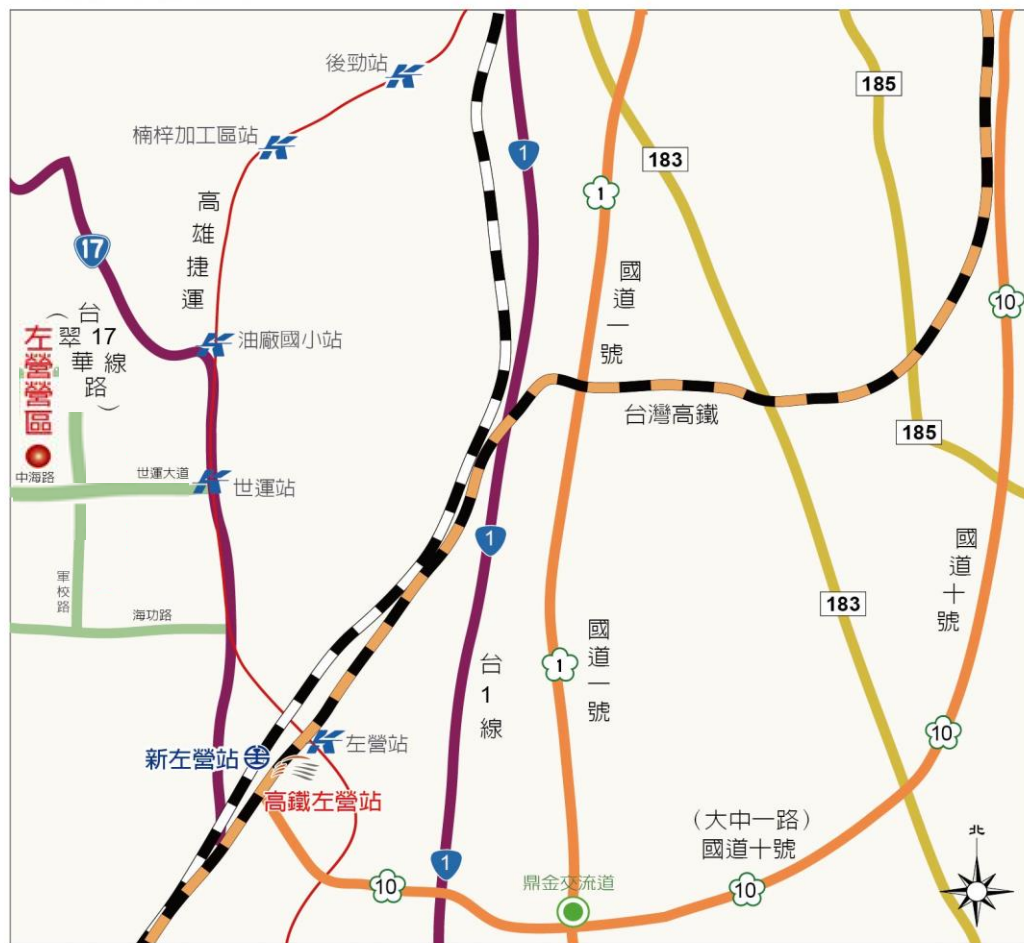 後勁站
185
楠梓加工區站
1
183
高雄捷運
1
17
國道一號
10
台17線
（翠華路）
油廠國小站
左營營區
台灣高鐵
185
中海路
世運大道
世運站
1
國道十號
軍校路
海功路
183
國道一號
1
台1線
左營站
10
新左營站
高鐵左營站
（大中一路）
國道十號
北
1
鼎金交流道
10
10